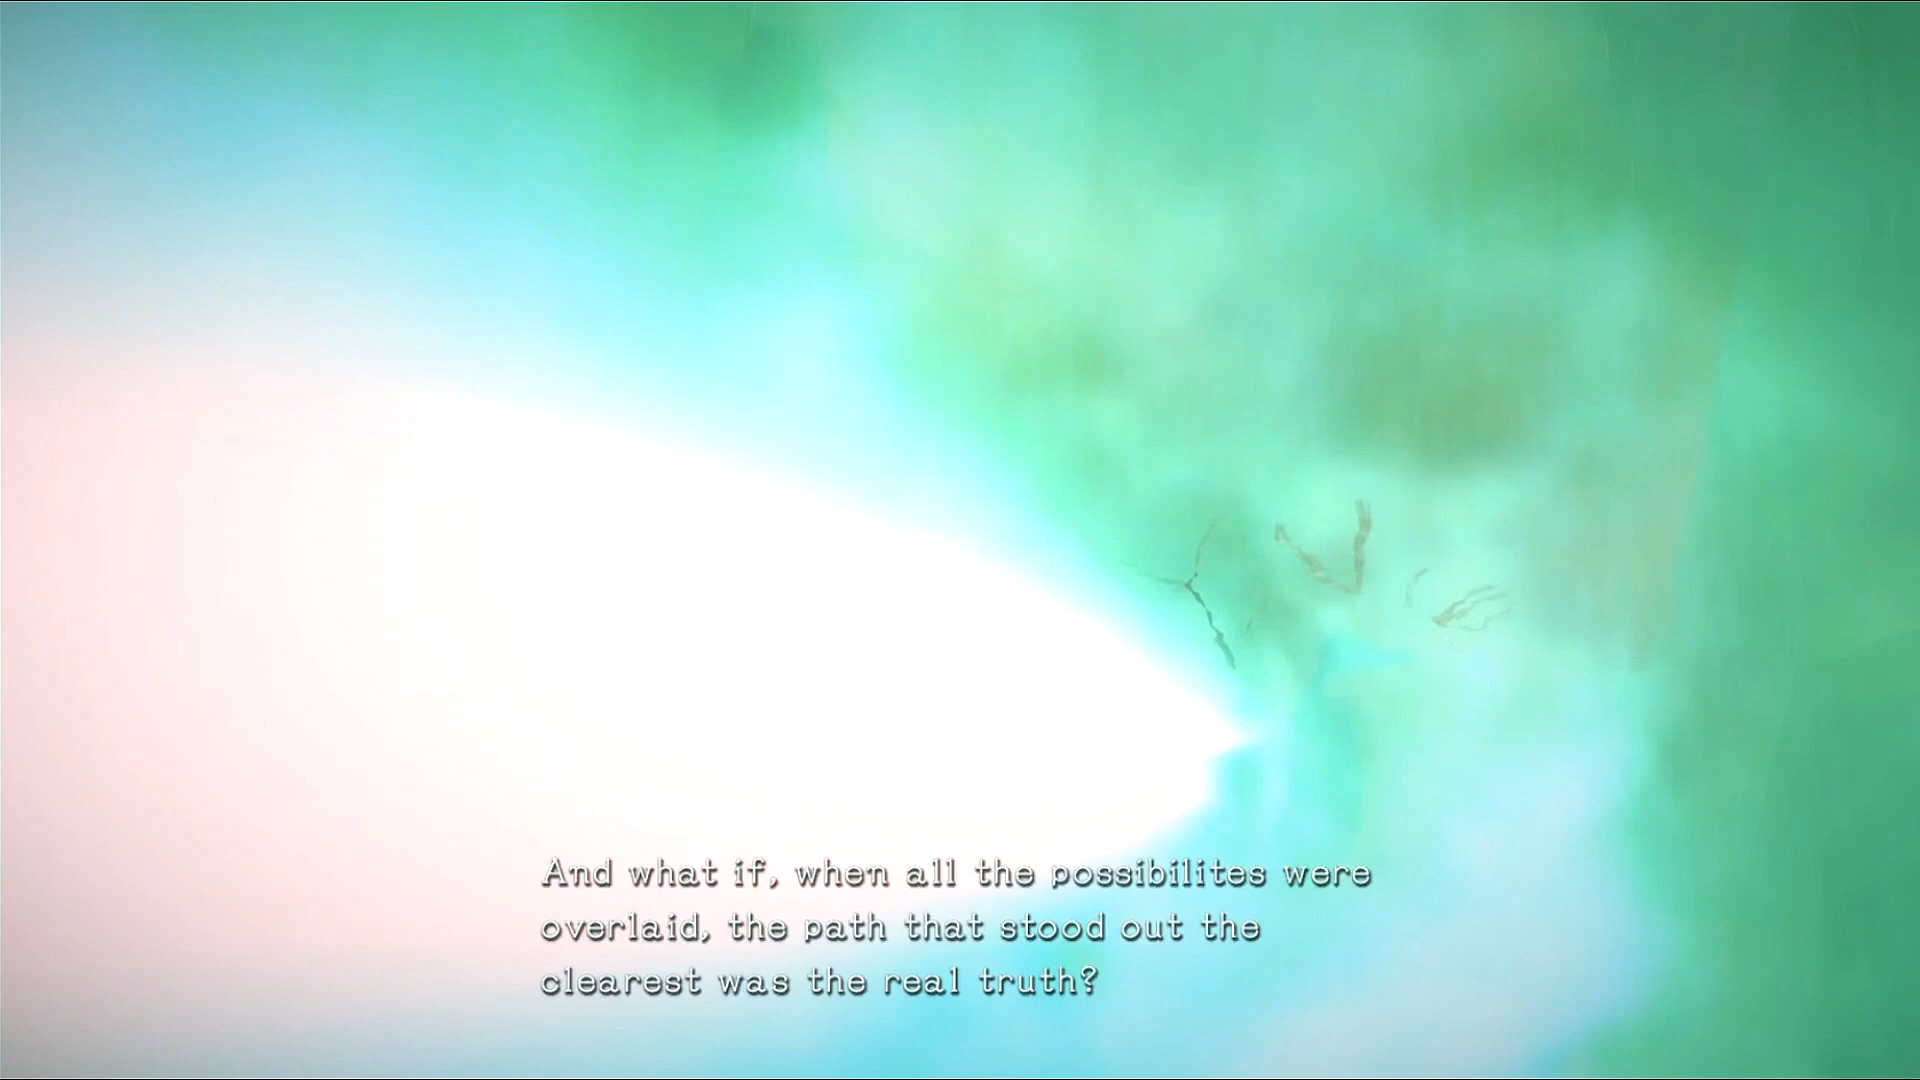 And what if, when all the possibilites were
overlaid, the path that stood out the
clearest was the real truth?